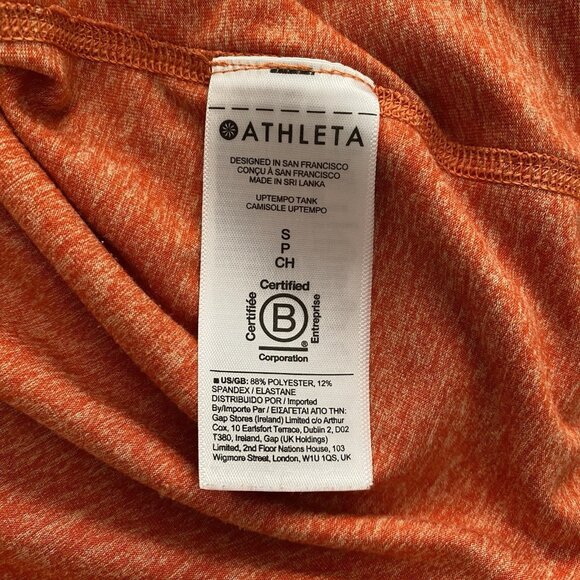 ATHLETA
DESIGNED IN SAN FRANCISCO
CONÇU À SAN FRANCISCO
MADE IN SRI LANKA
UPTEMPO TANK
CAMISOLE UPTEMPO
S
P
CH
Certified
Certifiée
B
Entreprise
®
Corporation
■ US/GB: 88% POLYESTER, 12%
SPANDEX / ELASTANE
DISTRIBUIDO POR / Imported
By/Importe Par / ΕΙΣΑΓΕΤΑΙ ΑΠΟ ΤΗΝ:
Gap Stores (Ireland) Limited c/o Arthur
Cox, 10 Earlsfort Terrace, Dublin 2, D02
T380, Ireland, Gap (UK Holdings)
Limited, 2nd Floor North House, 103
Wigmore Street, London, W1U 1QS, UK